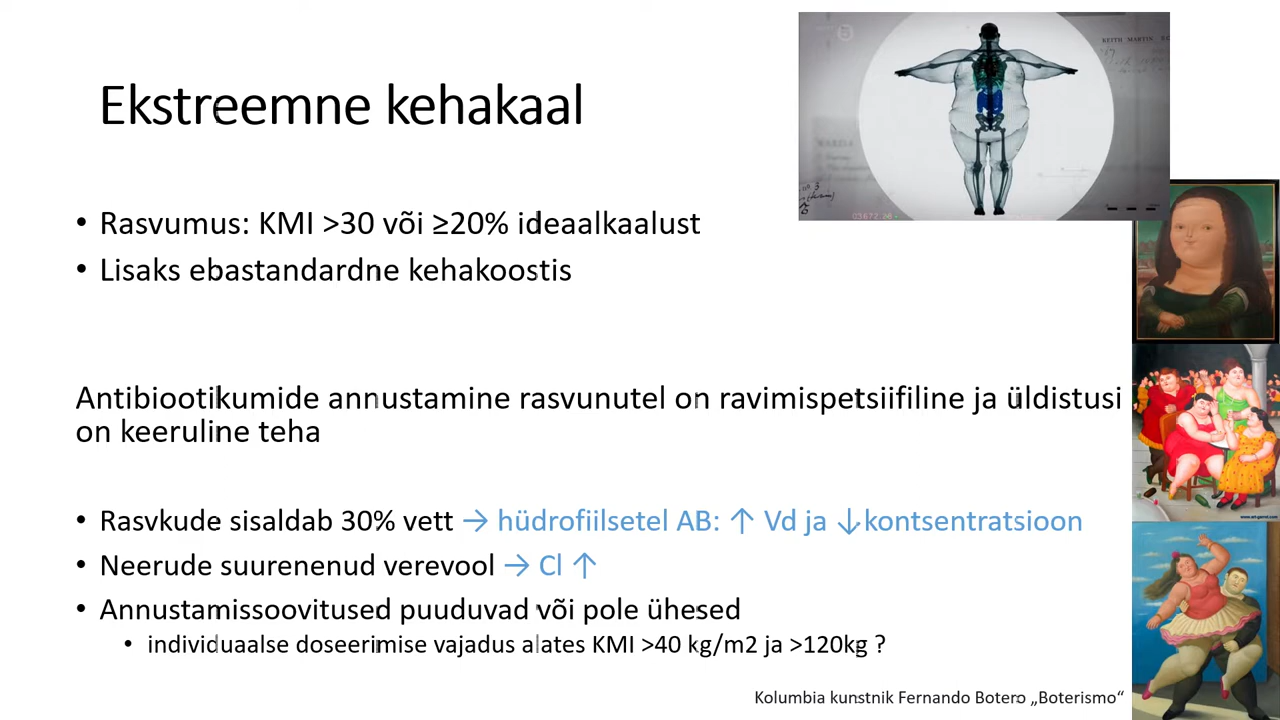 KEITH MARTIN
Ekstreemne kehakaal
• Rasvumus: KMI >30 või ≥20% ideaalkaalust
• Lisaks ebastandardne kehakoostis
Antibiootikumide annustamine rasvunutel on ravimispetsiifiline ja üldistusi
on keeruline teha
• Rasvkude sisaldab 30% vett → hüdrofiilsetel AB: ↑ Vd ja ↓kontsentratsioon
• Neerude suurenenud verevool → Cl ↑
• Annustamissoovitused puuduvad või pole ühesed
• individuaalse doseerimise vajadus alates KMI >40 kg/m2 ja >120kg ?
Kolumbia kunstnik Fernando Botero „Boterismo“